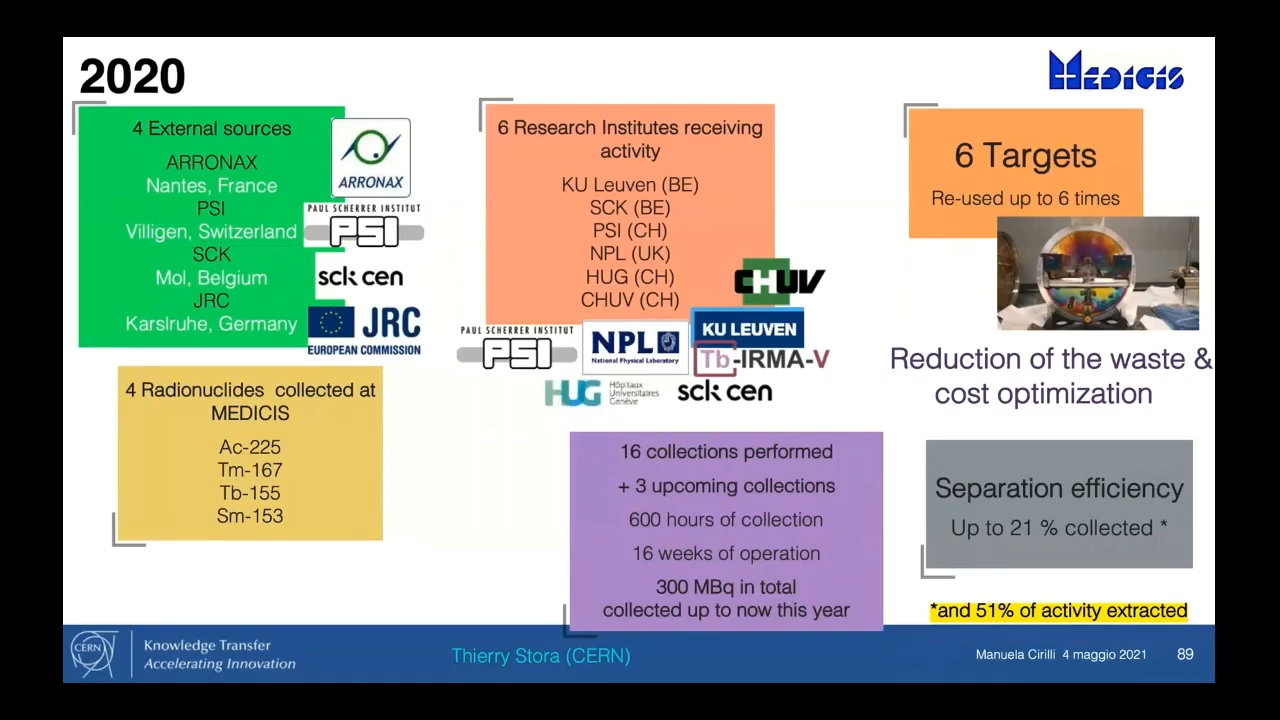 2020
MEDICIS
4 External sources
ARRONAX
Nantes, France
PSI
Villigen, Switzerland
SCK
Mol, Belgium
JRC
Karslruhe, Germany
ARRONAX
PAUL SCHERRER INSTITUT
PSI
sck cen
JRC
EUROPEAN COMMISSION
6 Research Institutes receiving
activity
KU Leuven (BE)
SCK (BE)
PSI (CH)
NPL (UK)
HUG (CH)
CHUV (CH)
CHUV
PAUL SCHERRER INSTITUT
PSI
NPL
National Physical Laboratory
KU LEUVEN
Tb-IRMA-V
HUG
Hôpitaux
Universitaires
Genève
sck cen
6 Targets
Re-used up to 6 times
Reduction of the waste &
cost optimization
4 Radionuclides collected at
MEDICIS
Ac-225
Tm-167
Tb-155
Sm-153
16 collections performed
+ 3 upcoming collections
600 hours of collection
16 weeks of operation
300 MBq in total
collected up to now this year
Separation efficiency
Up to 21 % collected *
*and 51% of activity extracted
CERN
Knowledge Transfer
Accelerating Innovation
Thierry Stora (CERN)
Manuela Cirilli 4 maggio 2021
89